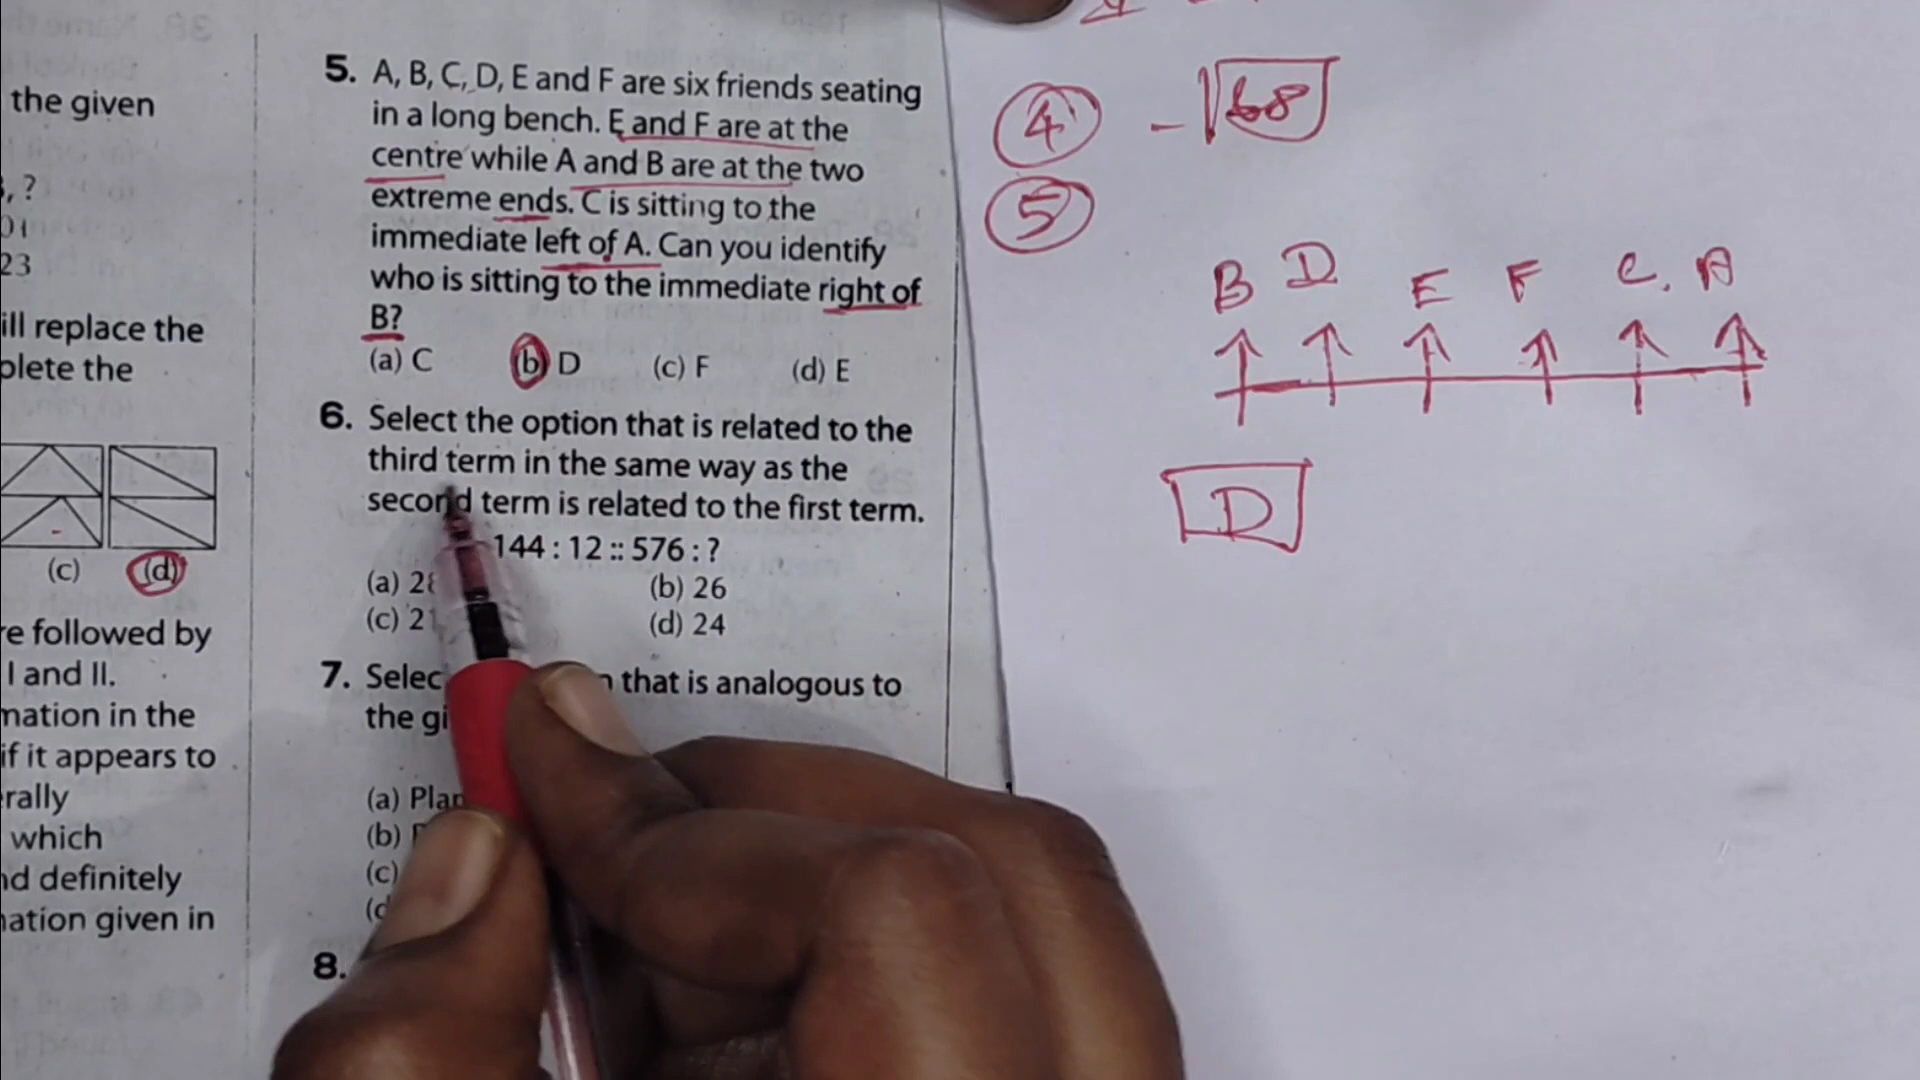 the given
, ?
01
23
ill replace the
plete the
(c) (d)
re followed by
I and II.
mation in the
if it appears to
rally
which
nd definitely
nation given in
5. A, B, C, D, E and F are six friends seating
in a long bench. E and F are at the
centre while A and B are at the two
extreme ends. C is sitting to the
immediate left of A. Can you identify
who is sitting to the immediate right of
B?
(a) C (b) D (c) F (d) E
6. Select the option that is related to the
third term in the same way as the
second term is related to the first term.
144 : 12 :: 576 : ?
(a) 28 (b) 26
(c) 21 (d) 24
7. Selec that is analogous to
the gi
(a) Plan
(b)
(c)
(d
8.
4 - 68
5
B D E F C. A
D